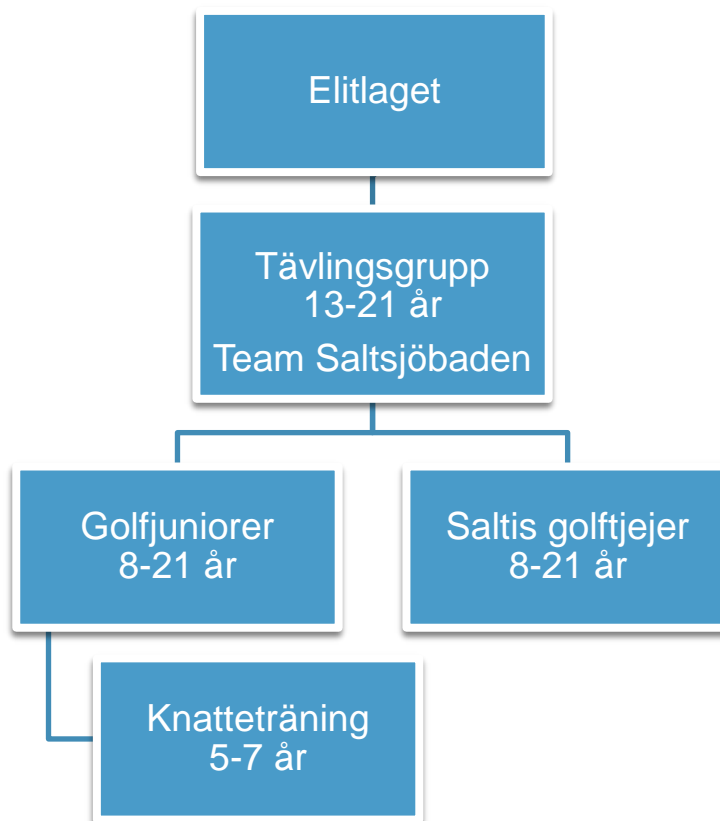 Elitlaget
Tävlingsgrupp
13-21 år
Team Saltsjöbaden
Golfjuniorer
8-21 år
Saltis golftjejer
8-21 år
Knatteträning
5-7 år